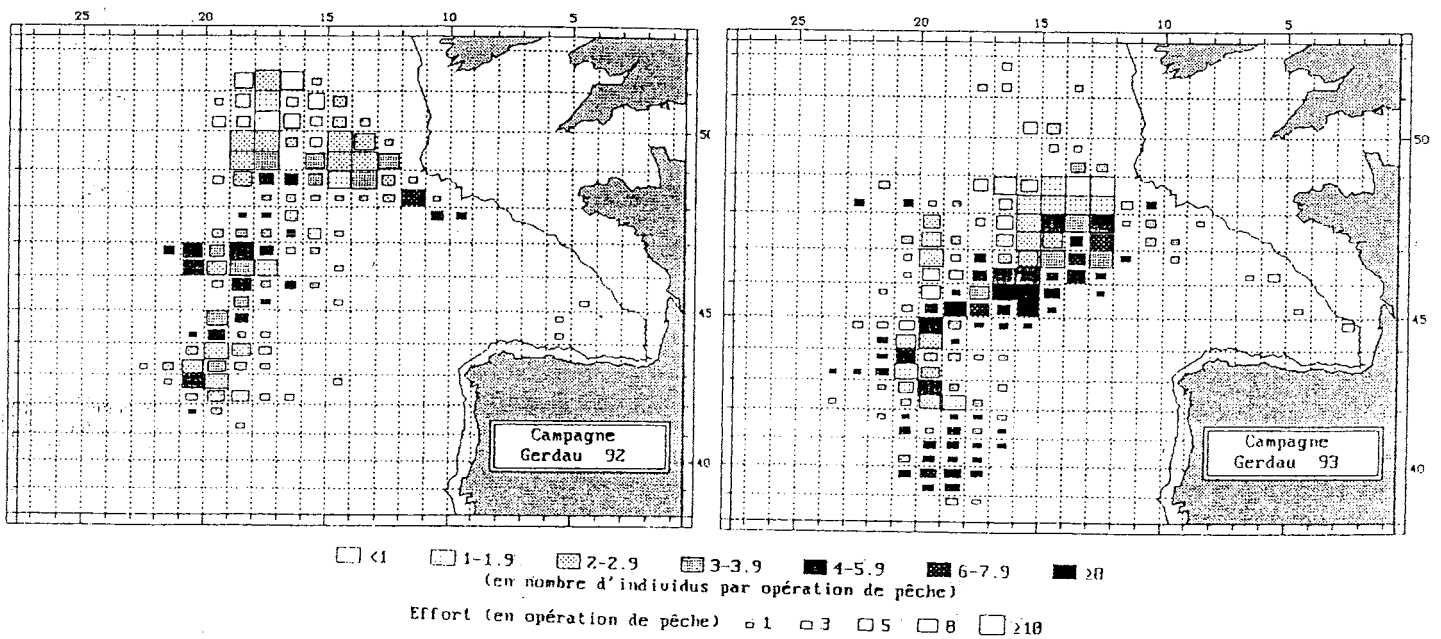 25 20 15 10 5
25 20 15 10 5
50
45
40
50
45
40
Campagne
Gerdau 92
Campagne
Gerdau 93
<1 1-1.9 2-2.9 3-3.9 4-5.9 6-7.9 ≥8
(en nombre d'individus par opération de pêche)
Effort (en opération de pêche) 1 3 5 8 ≥10